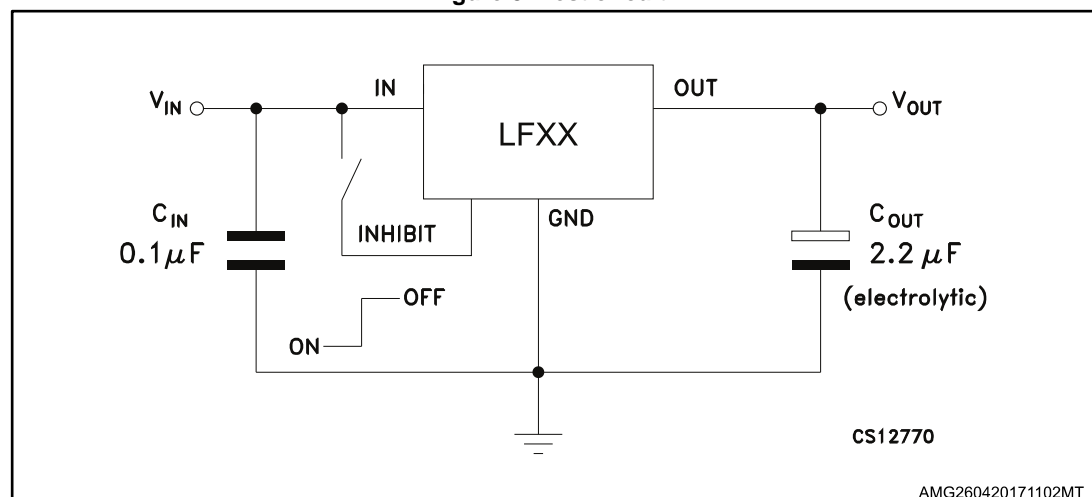 V_IN
IN
OUT
V_OUT
LFXX
C_IN
0.1µF
INHIBIT
GND
C_OUT
2.2 µF
(electrolytic)
OFF
ON
CS12770
AMG260420171102MT